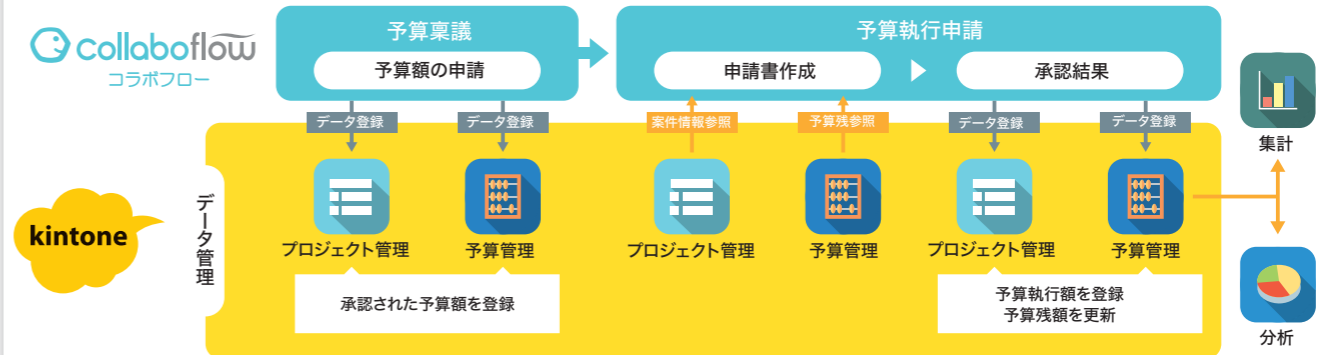 collaboflow
コラボフロー
予算稟議
予算額の申請
予算執行申請
申請書作成
承認結果
データ登録
データ登録
案件情報参照
予算残参照
データ登録
データ登録
集計
kintone
データ管理
プロジェクト管理
予算管理
プロジェクト管理
予算管理
プロジェクト管理
予算管理
承認された予算額を登録
予算執行額を登録
予算残額を更新
分析